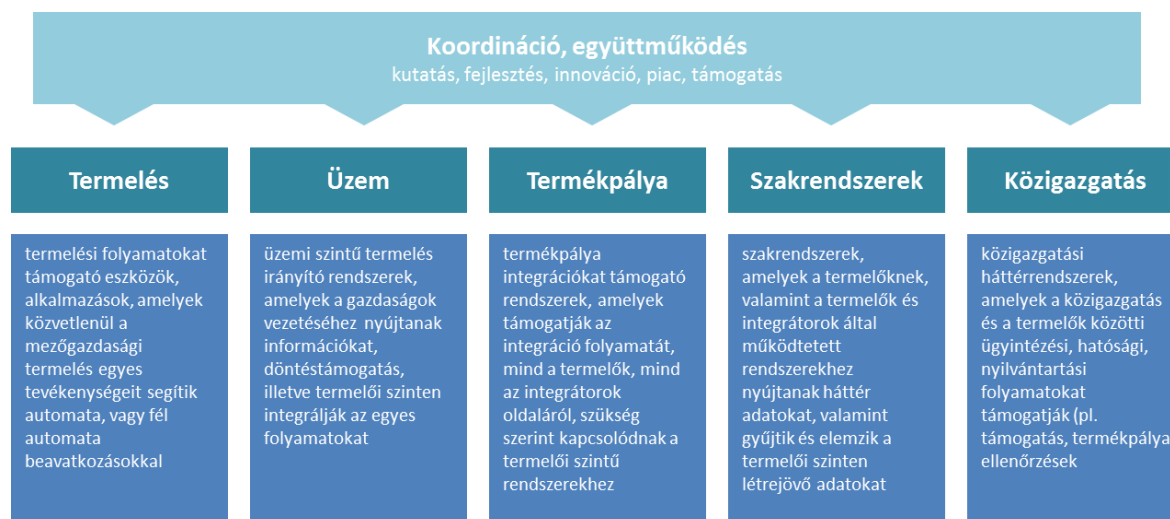 Koordináció, együttműködés
kutatás, fejlesztés, innováció, piac, támogatás
Termelés
termelési folyamatokat
támogató eszközök,
alkalmazások, amelyek
közvetlenül a
mezőgazdasági
termelés egyes
tevékenységeit segítik
automata, vagy fél
automata
beavatkozásokkal
Üzem
üzemi szintű termelés
irányító rendszerek,
amelyek a gazdaságok
vezetéséhez nyújtanak
információkat,
döntéstámogatás,
illetve termelői szinten
integrálják az egyes
folyamatokat
Termékpálya
termékpálya
integrációkat támogató
rendszerek, amelyek
támogatják az
integráció folyamatát,
mind a termelők, mind
az integrátorok
oldaláról, szükség
szerint kapcsolódnak a
termelői szintű
rendszerekhez
Szakrendszerek
szakrendszerek,
amelyek a termelőknek,
valamint a termelők és
integrátorok által
működtetett
rendszerekhez
nyújtanak háttér
adatokat, valamint
gyűjtik és elemzik a
termelői szinten
létrejövő adatokat
Közigazgatás
közigazgatási
háttérrendszerek,
amelyek a közigazgatás
és a termelők közötti
ügyintézési, hatósági,
nyilvántartási
folyamatokat
támogatják (pl.
támogatás, termékpálya
ellenőrzések